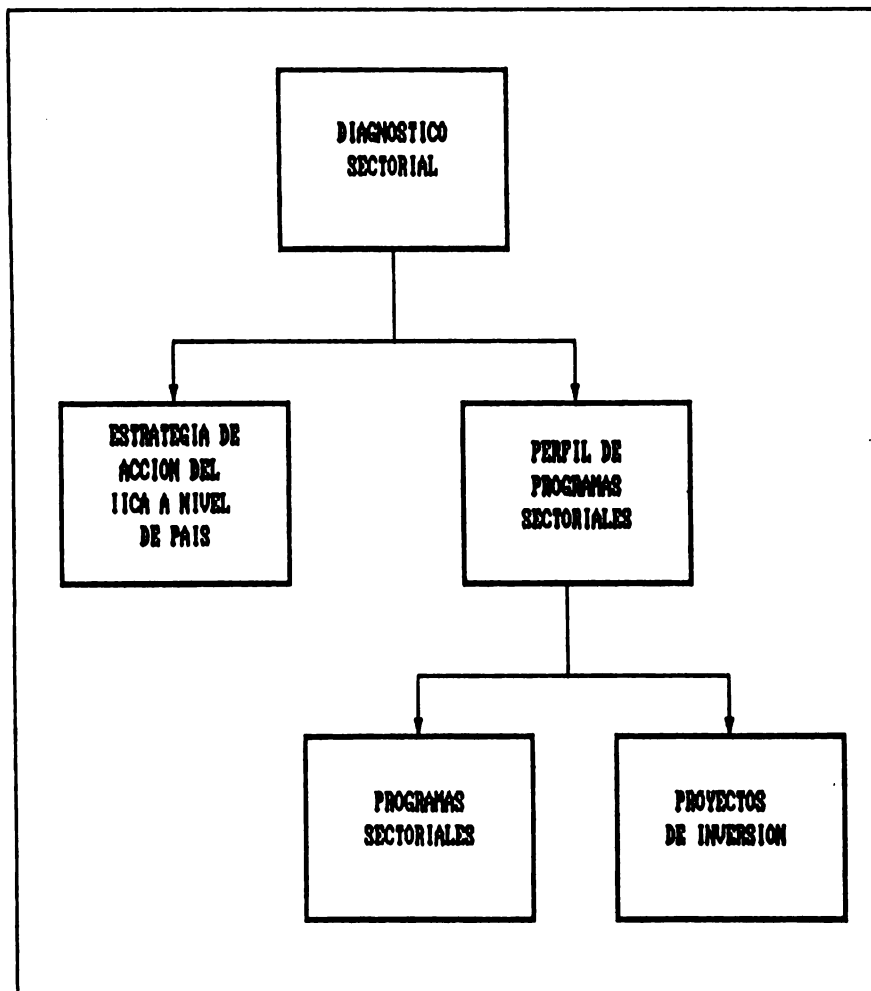 DIAGNOSTICO
SECTORIAL
ESTRATEGIA DE
ACCION DEL
IICA A NIVEL
DE PAIS
PERFIL DE
PROGRAMAS
SECTORIALES
PROGRAMAS
SECTORIALES
PROYECTOS
DE INVERSION